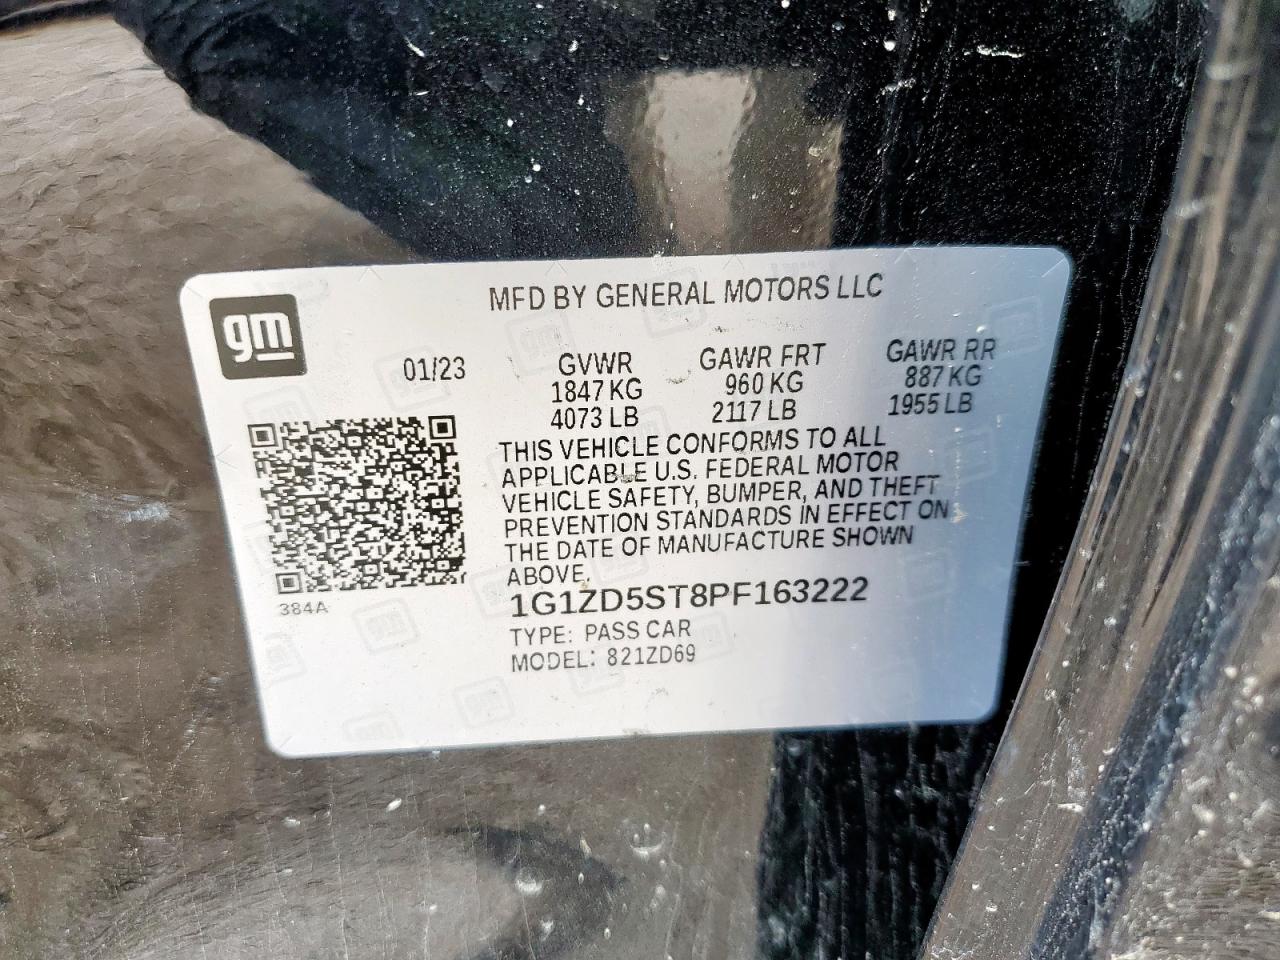 gm
MFD BY GENERAL MOTORS LLC
01/23
GVWR GAWR FRT GAWR RR
1847 KG 960 KG 887 KG
4073 LB 2117 LB 1955 LB
THIS VEHICLE CONFORMS TO ALL
APPLICABLE U.S. FEDERAL MOTOR
VEHICLE SAFETY, BUMPER, AND THEFT
PREVENTION STANDARDS IN EFFECT ON
THE DATE OF MANUFACTURE SHOWN
ABOVE.
384A
1G1ZD5ST8PF163222
TYPE: PASS CAR
MODEL: 821ZD69